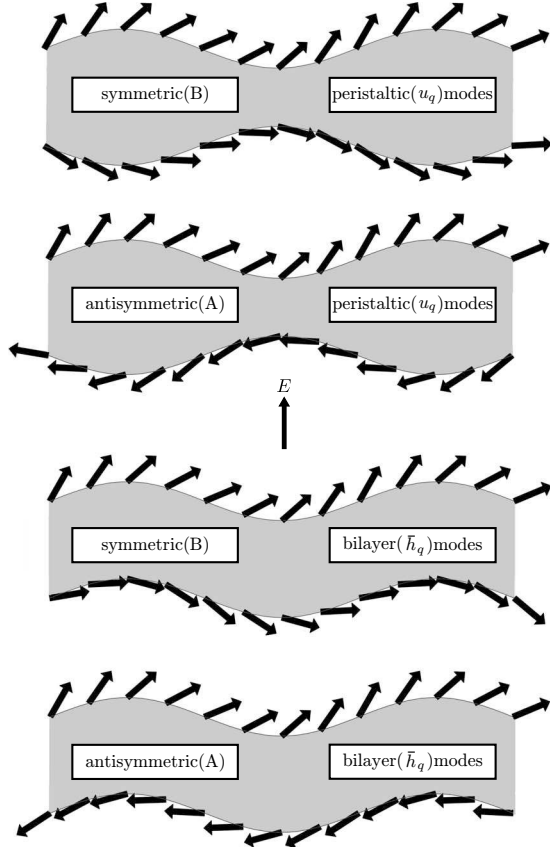 symmetric(B) peristaltic(u_q)modes
antisymmetric(A) peristaltic(u_q)modes
E
symmetric(B) bilayer(h̄_q)modes
antisymmetric(A) bilayer(h̄_q)modes